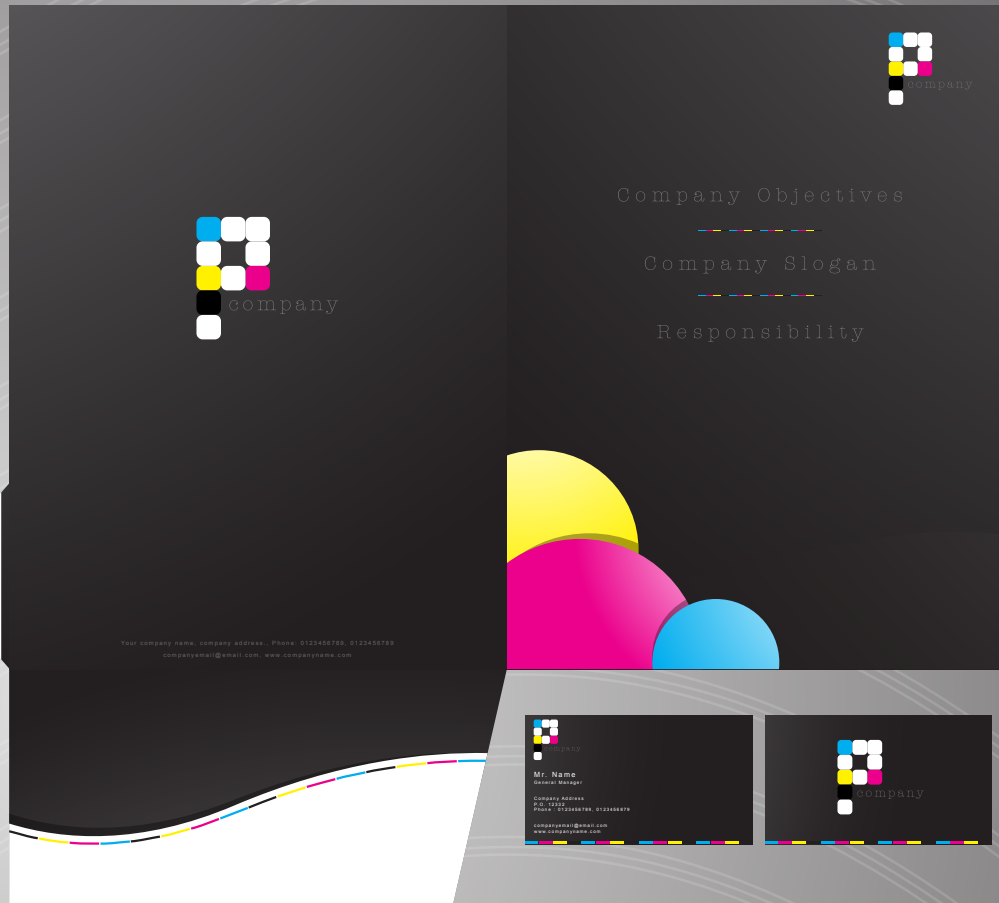 company
company
Company Objectives
Company Slogan
Responsibility
Your company name, company address., Phone: 0123456789, 0123456789
companyemail@email.com, www.companyname.com
company
Mr. Name
General Manager
Company Address
P.O. 12332
Phone : 0123456789, 0123456789
companyemail@email.com
www.companyname.com
company